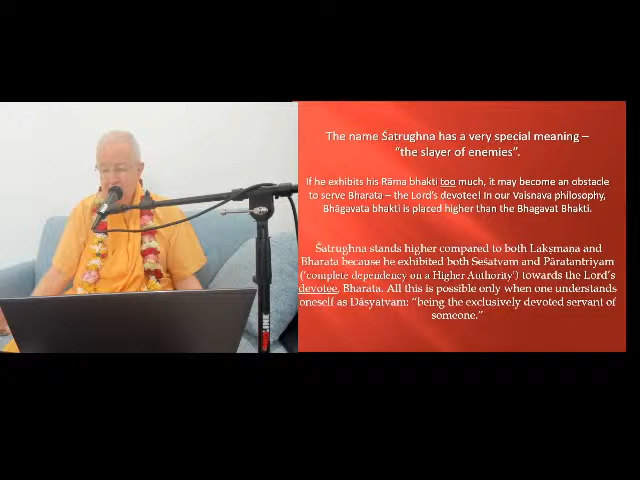 The name Śatrughna has a very special meaning –
“the slayer of enemies”.
If he exhibits his Rāma bhakti too much, it may become an obstacle
to serve Bharata – the Lord’s devotee! In our Vaisnava philosophy,
Bhāgavata bhakti is placed higher than the Bhagavat Bhakti.
Śatrughna stands higher compared to both Lakṣmaṇa and
Bharata because he exhibited both Śeśatvam and Pāratantriyam
(‘complete dependency on a Higher Authority’) towards the Lord’s
devotee, Bharata. All this is possible only when one understands
oneself as Dāsyatvam; “being the exclusively devoted servant of
someone.”